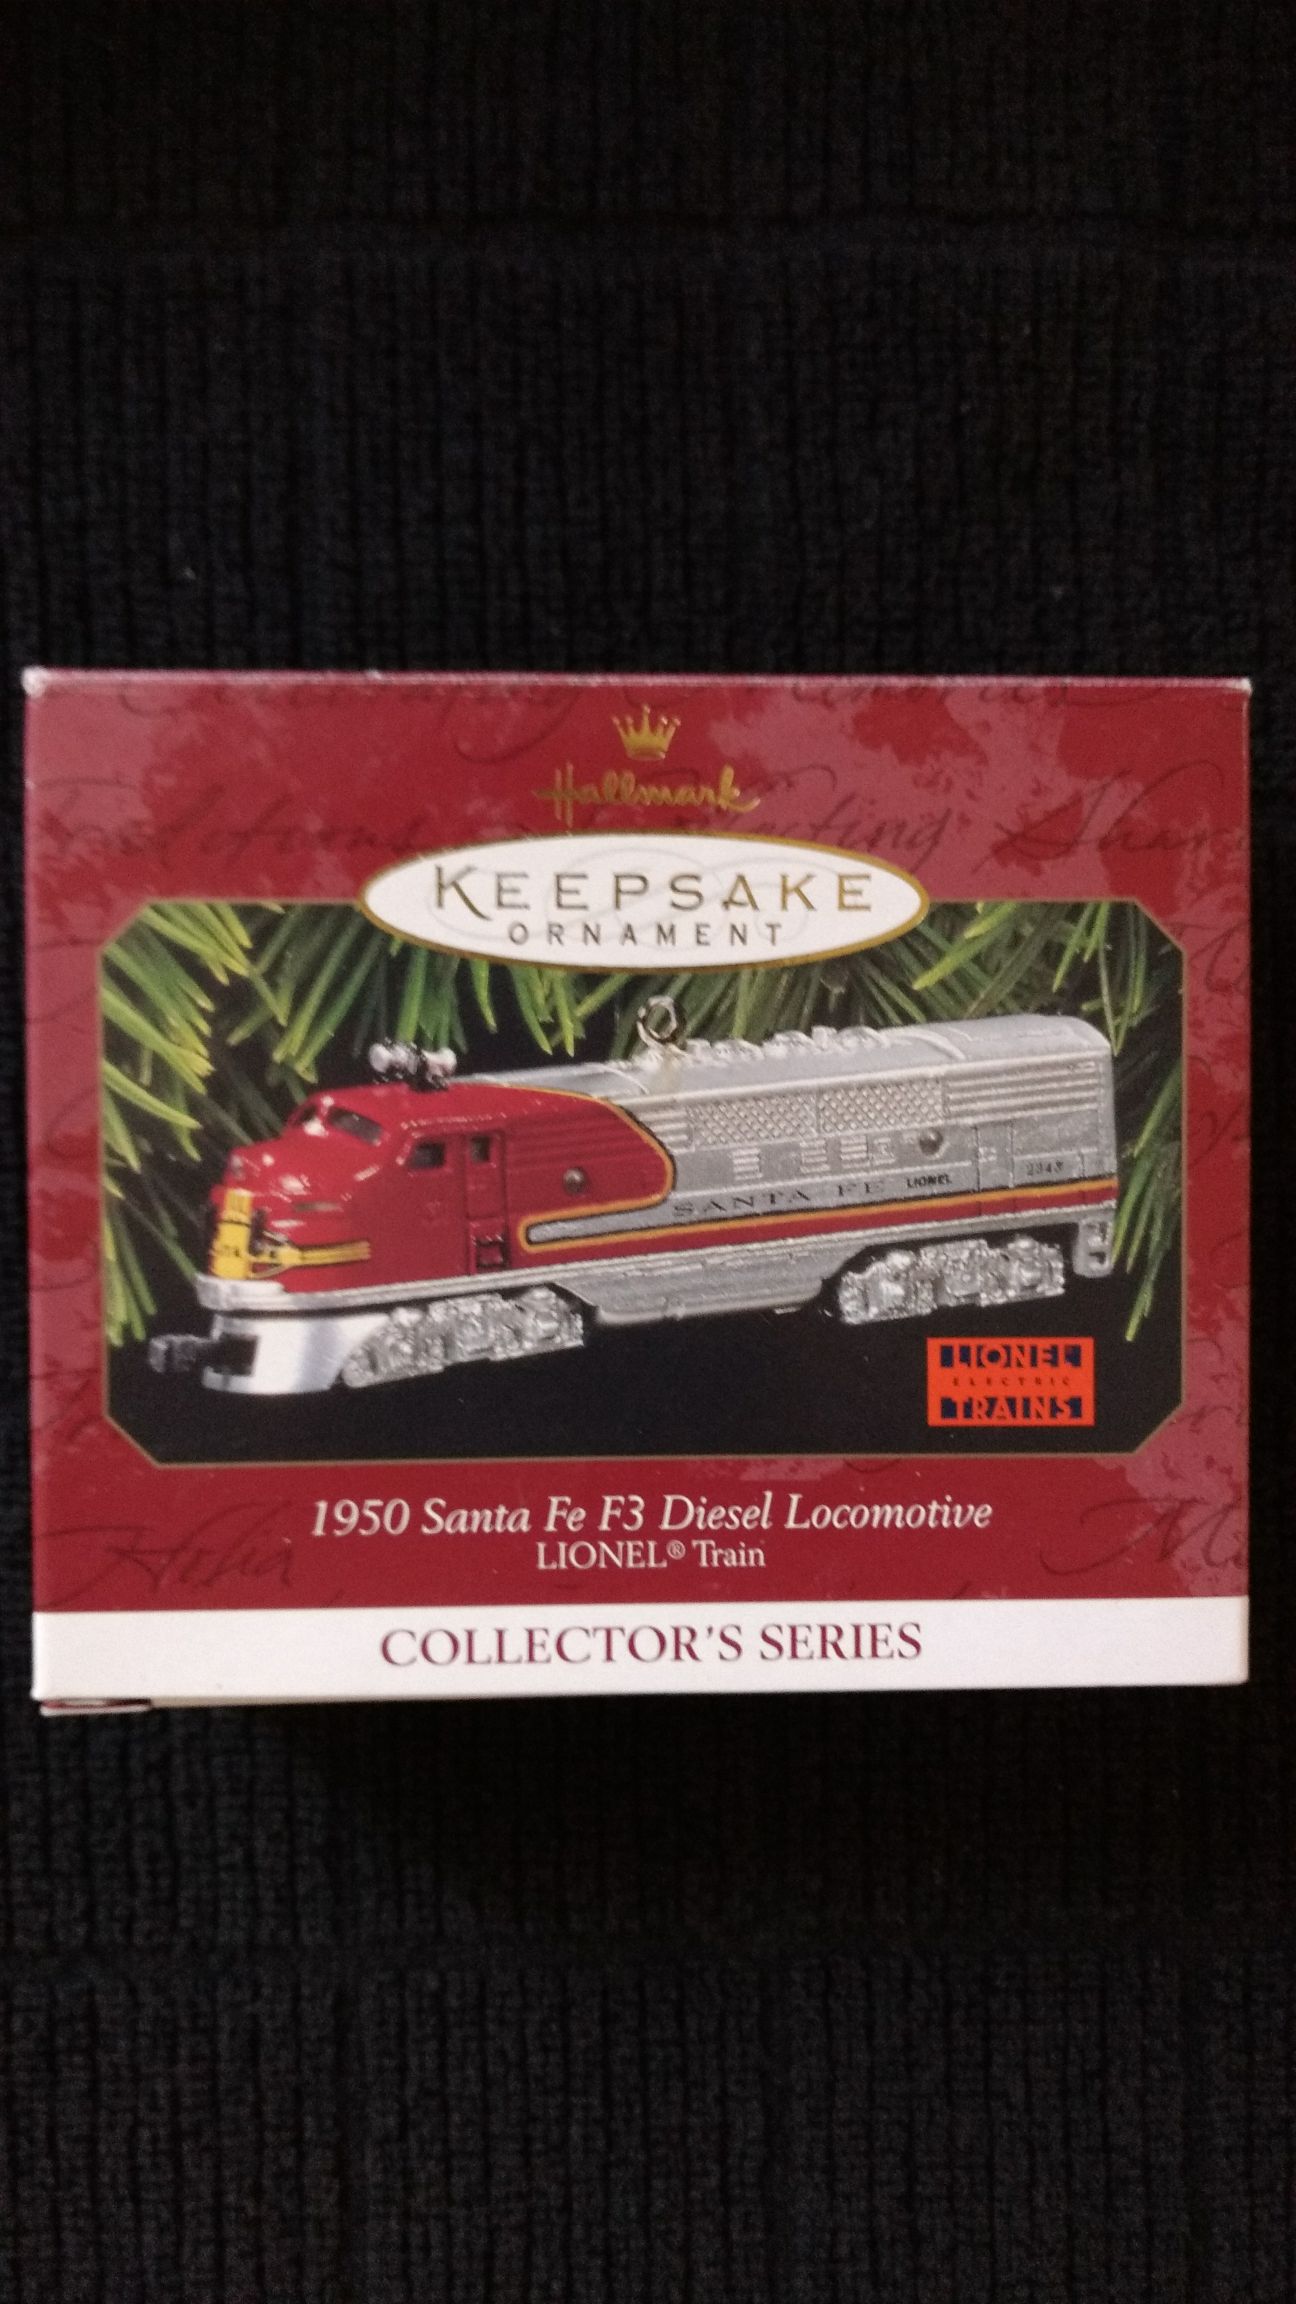 Hallmark
KEEPSAKE
ORNAMENT
SANTA FE LIONEL 2343
LIONEL
ELECTRIC
TRAINS
1950 Santa Fe F3 Diesel Locomotive
LIONEL® Train
COLLECTOR'S SERIES